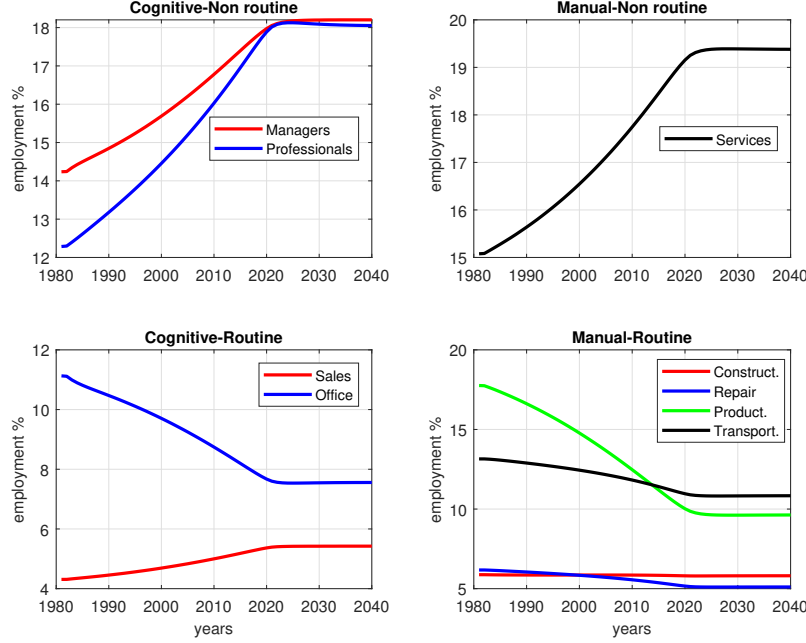 Cognitive-Non routine
employment %
18
17
16
15
14
13
12
1980 1990 2000 2010 2020 2030 2040
Managers
Professionals
Manual-Non routine
employment %
20
19
18
17
16
15
1980 1990 2000 2010 2020 2030 2040
Services
Cognitive-Routine
employment %
12
10
8
6
4
1980 1990 2000 2010 2020 2030 2040
years
Sales
Office
Manual-Routine
employment %
20
15
10
5
1980 1990 2000 2010 2020 2030 2040
years
Construct.
Repair
Product.
Transport.